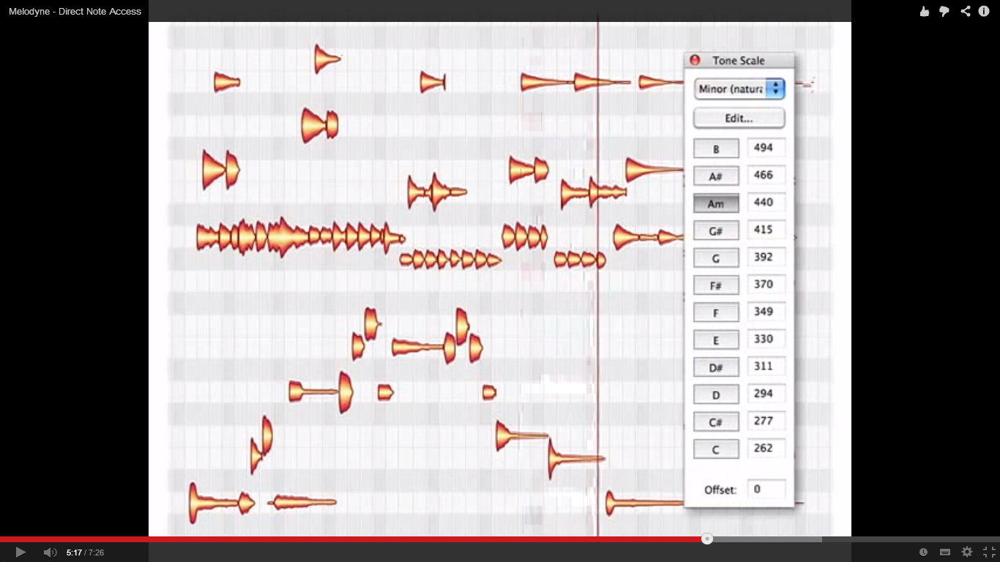 Melodyne - Direct Note Access
Tone Scale
Minor (natura
Edit...
B 494
A# 466
Am 440
G# 415
G 392
F# 370
F 349
E 330
D# 311
D 294
C# 277
C 262
Offset: 0
5:17 / 7:26